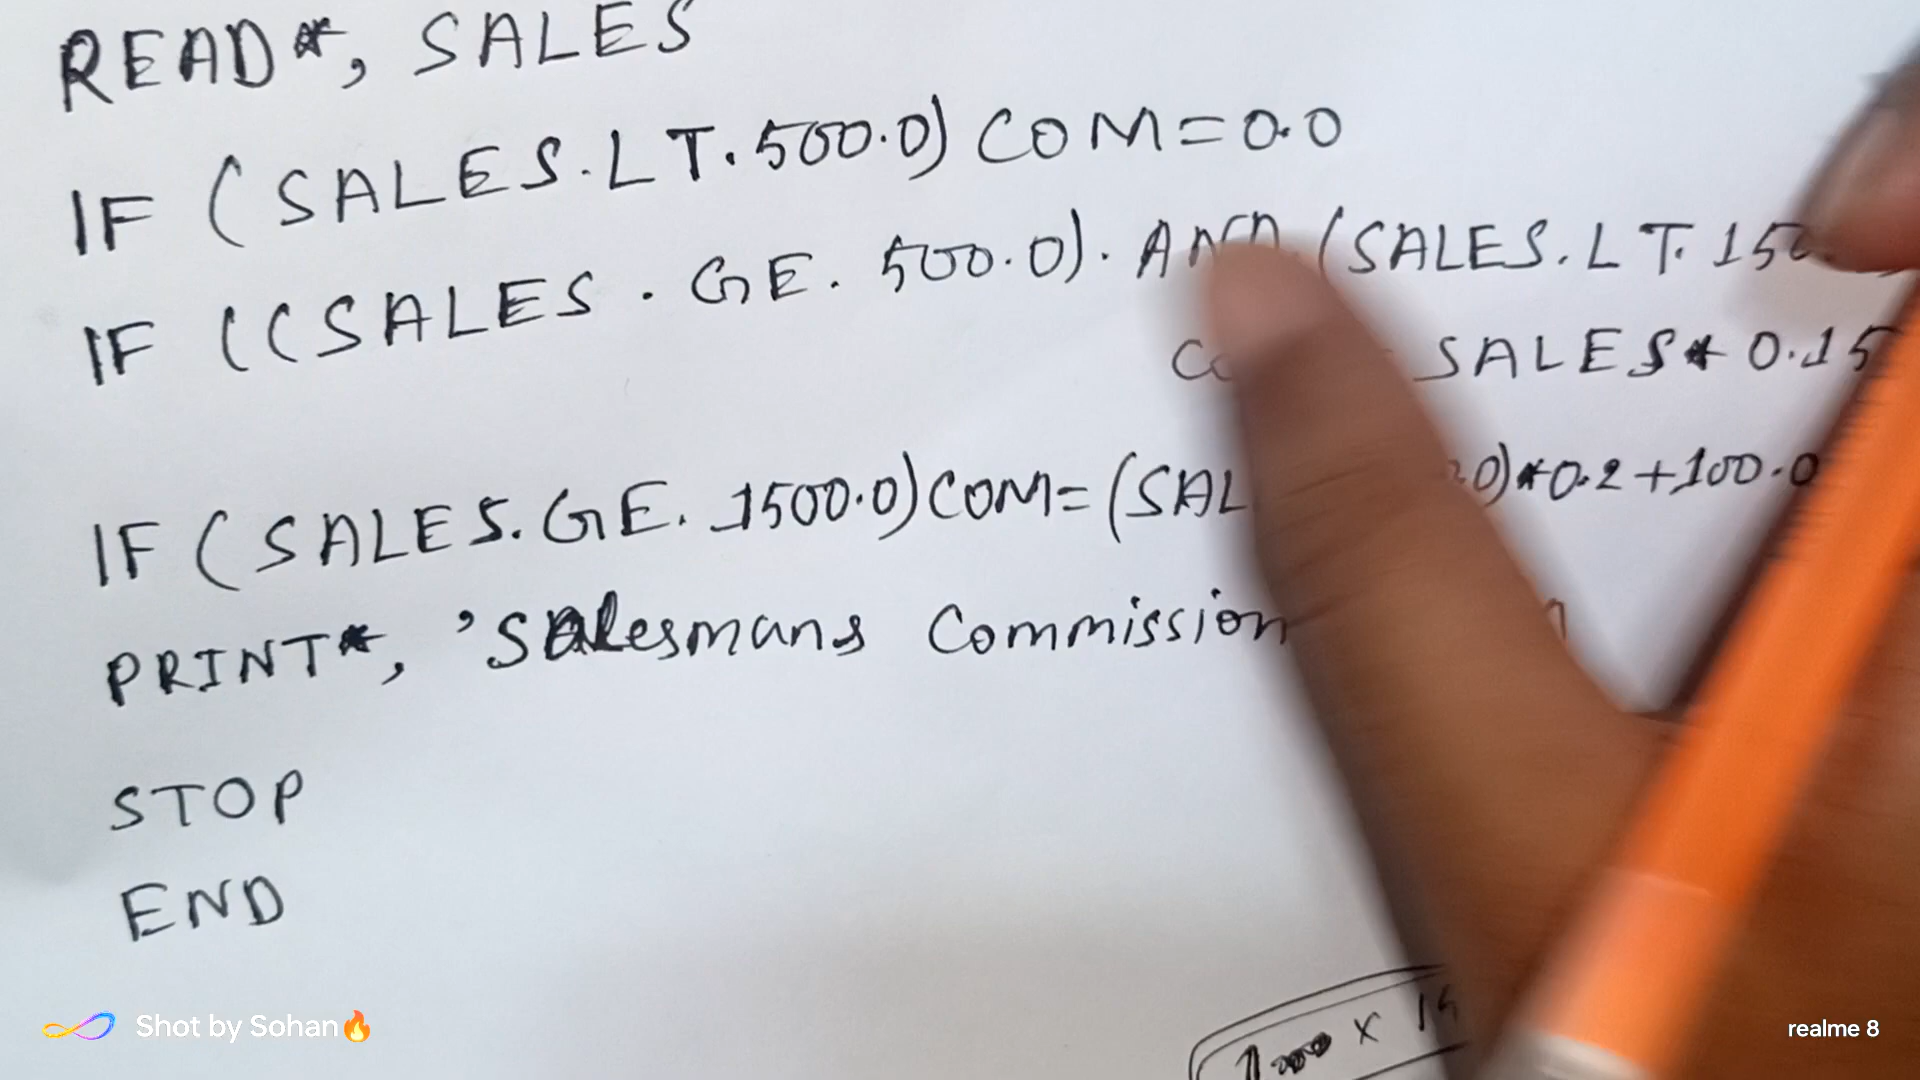 READ*, SALES
IF (SALES.LT.500.0) COM=0.0
IF ((SALES.GE.500.0).AND.(SALES.LT.150
SALES*0.15
IF (SALES.GE.1500.0)COM=(SAL 0)*0.2+100.0
PRINT*, 'Salesmans Commission
STOP
END
x
Shot by Sohan🔥
realme 8